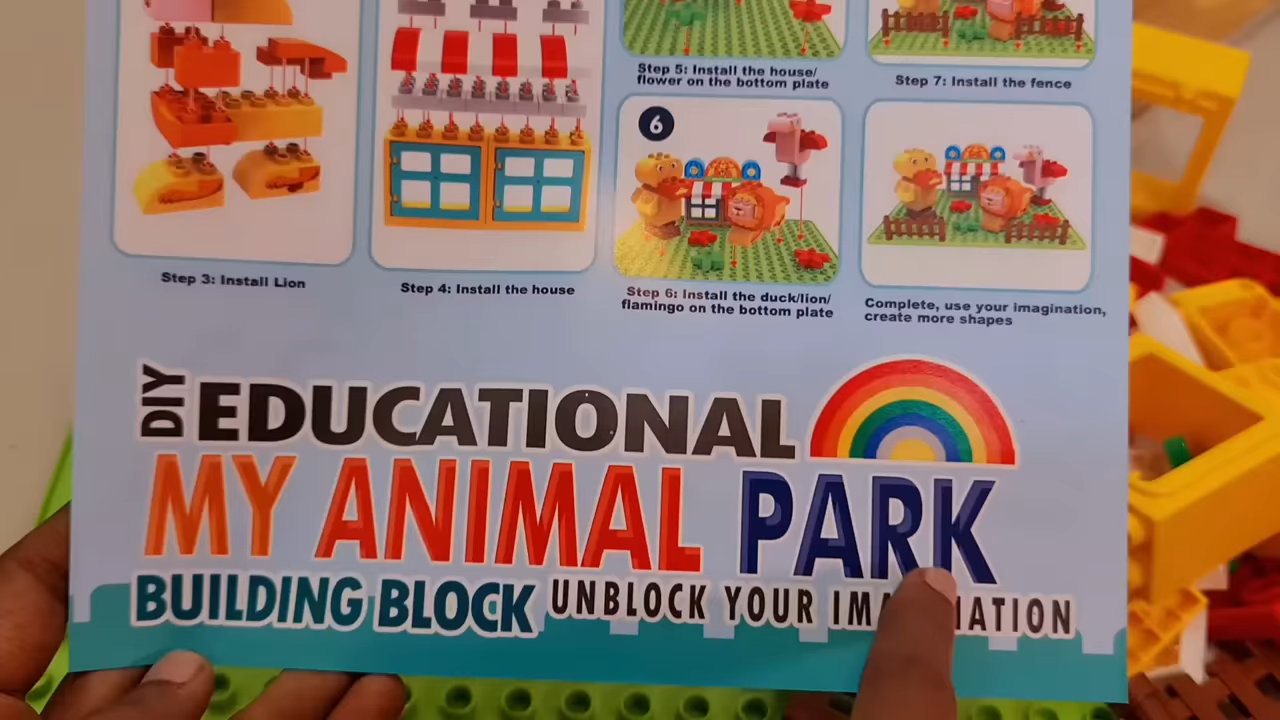 Step 5: Install the house/
flower on the bottom plate
Step 7: Install the fence
6
Step 3: Install Lion
Step 4: Install the house
Step 6: Install the duck/lion/
flamingo on the bottom plate
Complete, use your imagination,
create more shapes
DIY EDUCATIONAL
MY ANIMAL PARK
BUILDING BLOCK UNBLOCK YOUR